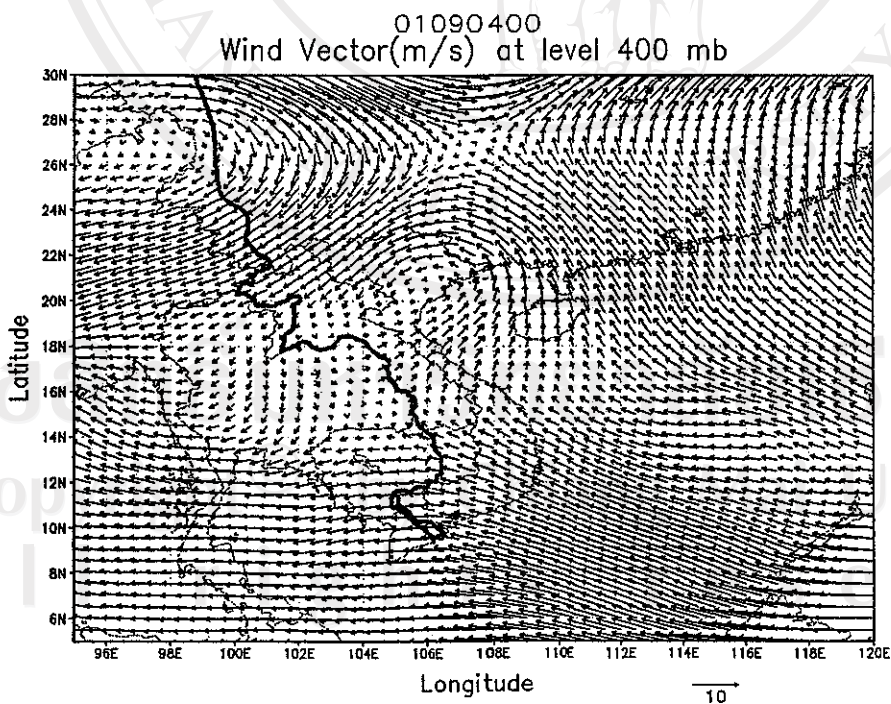 01090400
Wind Vector(m/s) at level 400 mb
30N
28N
26N
24N
22N
20N
18N
16N
14N
12N
10N
8N
6N
Latitude
96E 98E 100E 102E 104E 106E 108E 110E 112E 114E 116E 118E 120E
Longitude
10